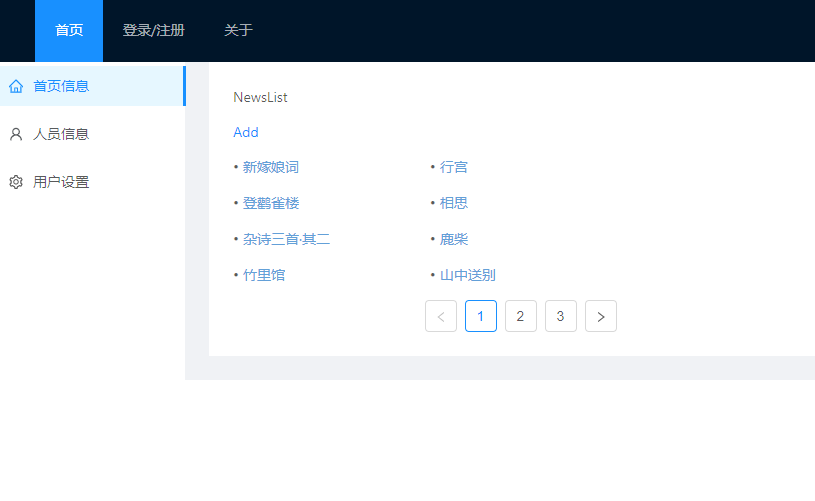 首页 登录/注册 关于
首页信息
人员信息
用户设置
NewsList
Add
• 新嫁娘词 • 行宫
• 登鹳雀楼 • 相思
• 杂诗三首·其二 • 鹿柴
• 竹里馆 • 山中送别
< 1 2 3 >